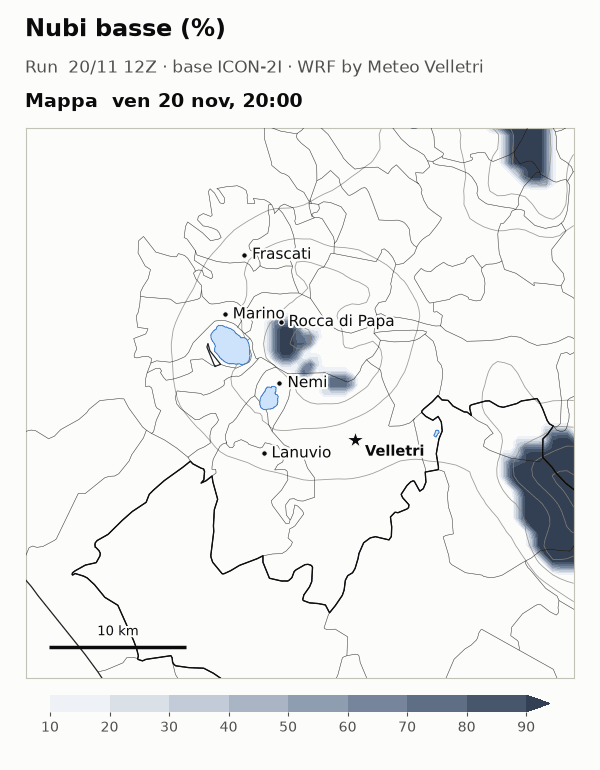 Nubi basse (%)
Run  20/11 12Z · base ICON-2I · WRF by Meteo Velletri
Mappa  ven 20 nov, 20:00
Frascati
Marino
Rocca di Papa
Nemi
Velletri
Lanuvio
10 km
10 20 30 40 50 60 70 80 90